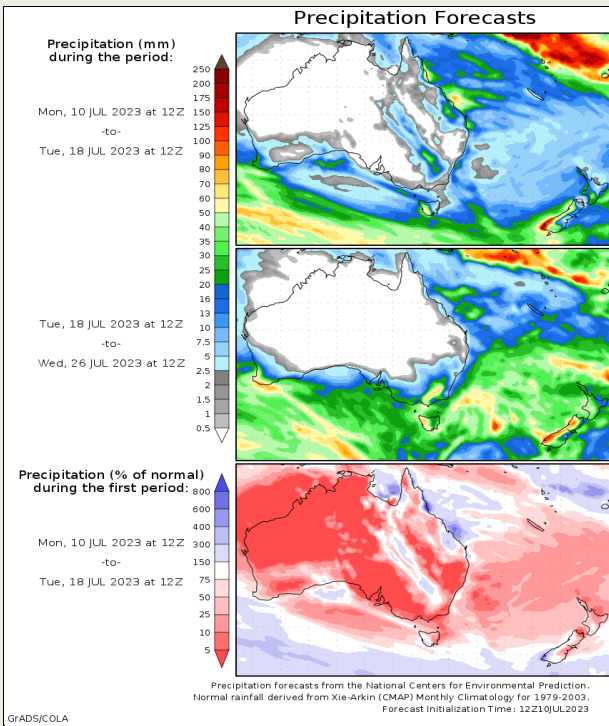 Precipitation Forecasts
Precipitation (mm)
during the period:
Mon, 10 JUL 2023 at 12Z
-to-
Tue, 18 JUL 2023 at 12Z
250
200
175
150
125
100
90
80
70
60
50
40
35
30
25
20
16
13
10
7.5
5
2.5
2
1.5
1
0.5
Tue, 18 JUL 2023 at 12Z
-to-
Wed, 26 JUL 2023 at 12Z
Precipitation (% of normal)
during the first period:
Mon, 10 JUL 2023 at 12Z
-to-
Tue, 18 JUL 2023 at 12Z
800
600
400
300
150
75
50
25
10
5
Precipitation forecasts from the National Centers for Environmental Prediction.
Normal rainfall derived from Xie-Arkin (CMAP) Monthly Climatology for 1979-2003.
Forecast Initialization Time: 12Z10JUL2023
GrADS/COLA